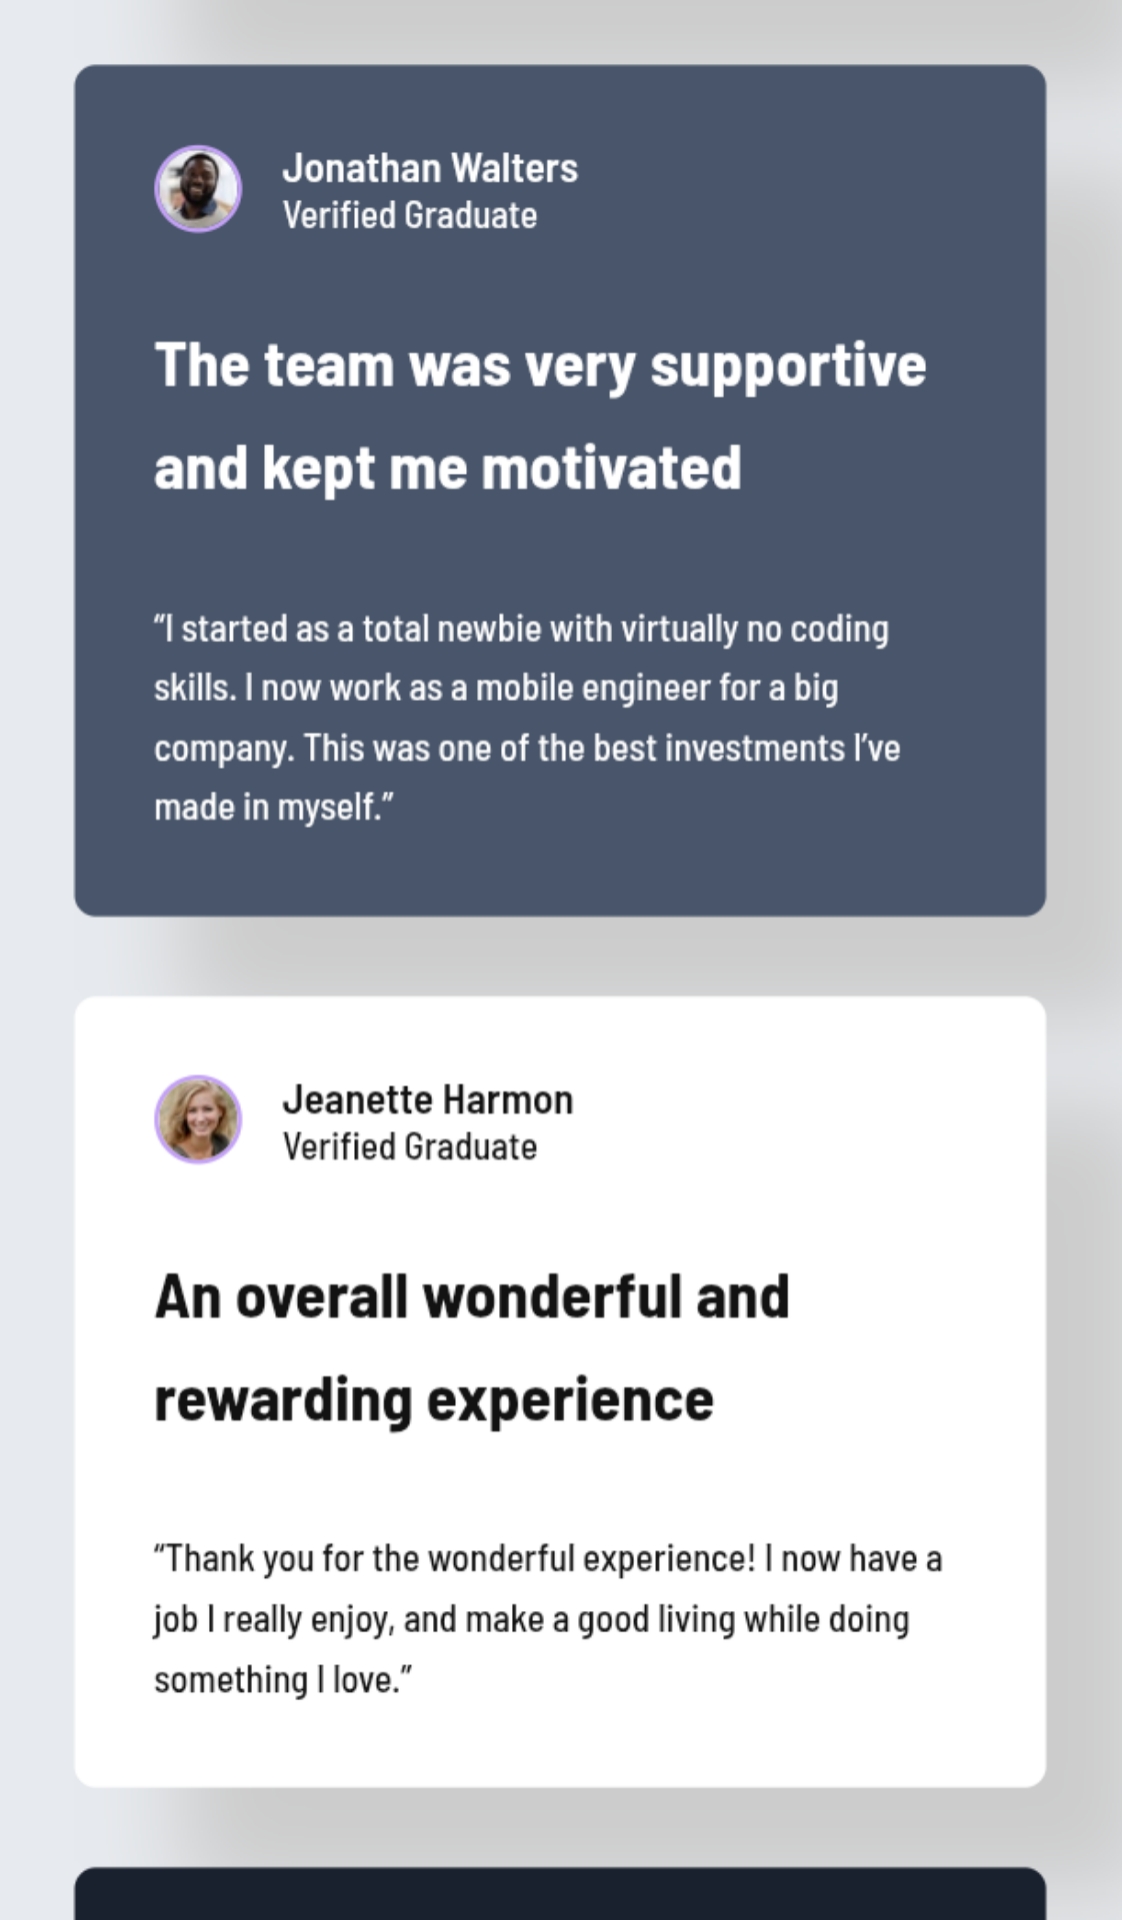 Jonathan Walters
Verified Graduate
The team was very supportive
and kept me motivated
“I started as a total newbie with virtually no coding
skills. I now work as a mobile engineer for a big
company. This was one of the best investments I’ve
made in myself.”
Jeanette Harmon
Verified Graduate
An overall wonderful and
rewarding experience
“Thank you for the wonderful experience! I now have a
job I really enjoy, and make a good living while doing
something I love.”